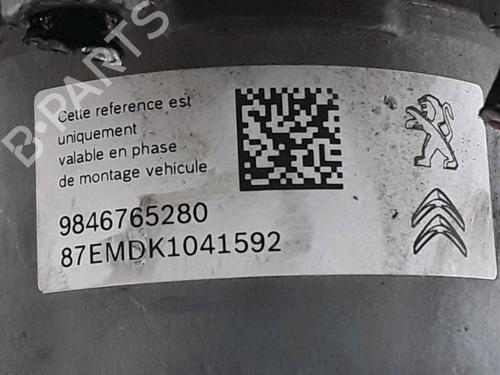 B-PARTS
Cette reference est
uniquement
valable en phase
de montage vehicule
9846765280
87EMDK1041592